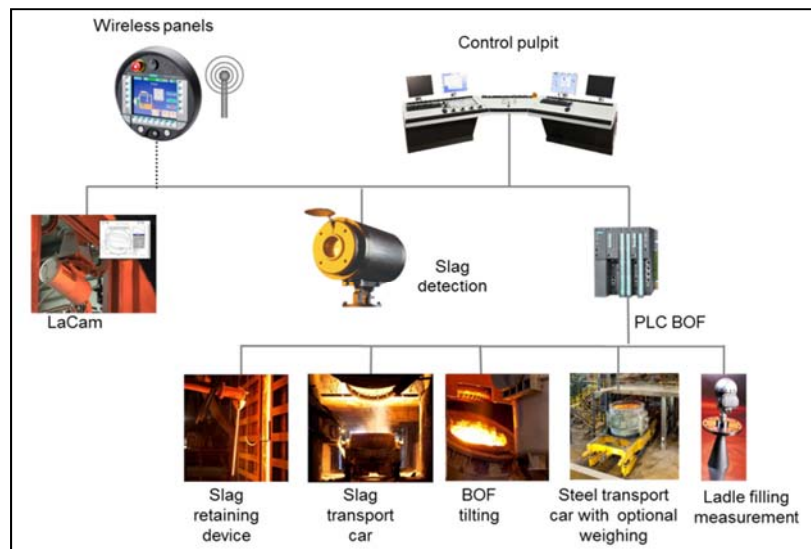 Wireless panels
Control pulpit
LaCam
Slag
detection
PLC BOF
Slag
retaining
device
Slag
transport
car
BOF
tilting
Steel transport
car with optional
weighing
Ladle filling
measurement